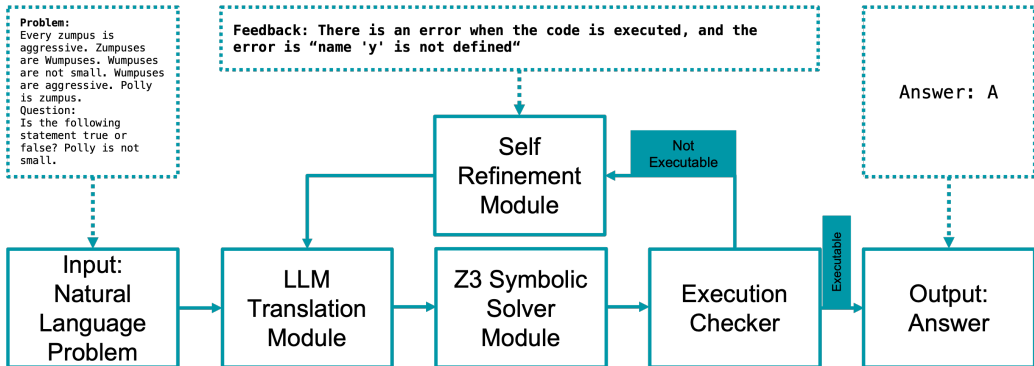 Problem:
Every zumpus is
aggressive. Zumpuses
are Wumpuses. Wumpuses
are not small. Wumpuses
are aggressive. Polly
is zumpus.
Question:
Is the following
statement true or
false? Polly is not
small.
Feedback: There is an error when the code is executed, and the
error is “name 'y' is not defined“
Answer: A
Self
Refinement
Module
Not
Executable
Input:
Natural
Language
Problem
LLM
Translation
Module
Z3 Symbolic
Solver
Module
Execution
Checker
Executable
Output:
Answer